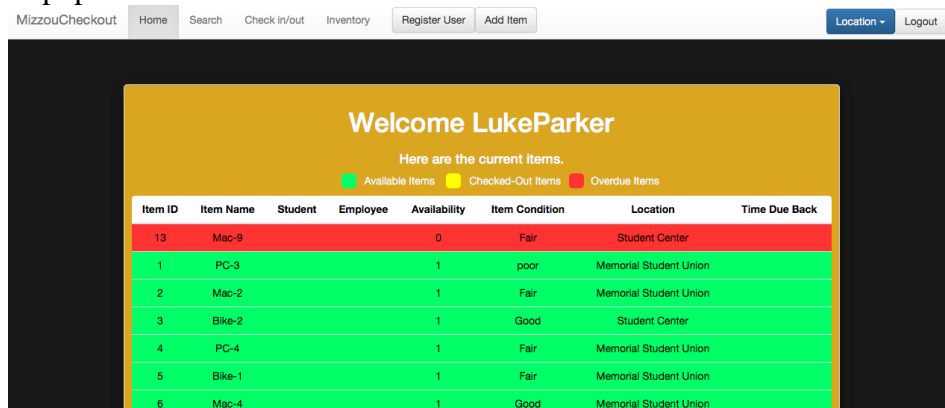 MizzouCheckout Home Search Check in/out Inventory Register User Add Item Location Logout
Welcome LukeParker
Here are the current items.
Available Items Checked-Out Items Overdue Items
Item ID Item Name Student Employee Availability Item Condition Location Time Due Back
13 Mac-9 0 Fair Student Center
1 PC-3 1 poor Memorial Student Union
2 Mac-2 1 Fair Memorial Student Union
3 Bike-2 1 Good Student Center
4 PC-4 1 Fair Memorial Student Union
5 Bike-1 1 Fair Memorial Student Union
6 Mac-4 1 Good Memorial Student Union